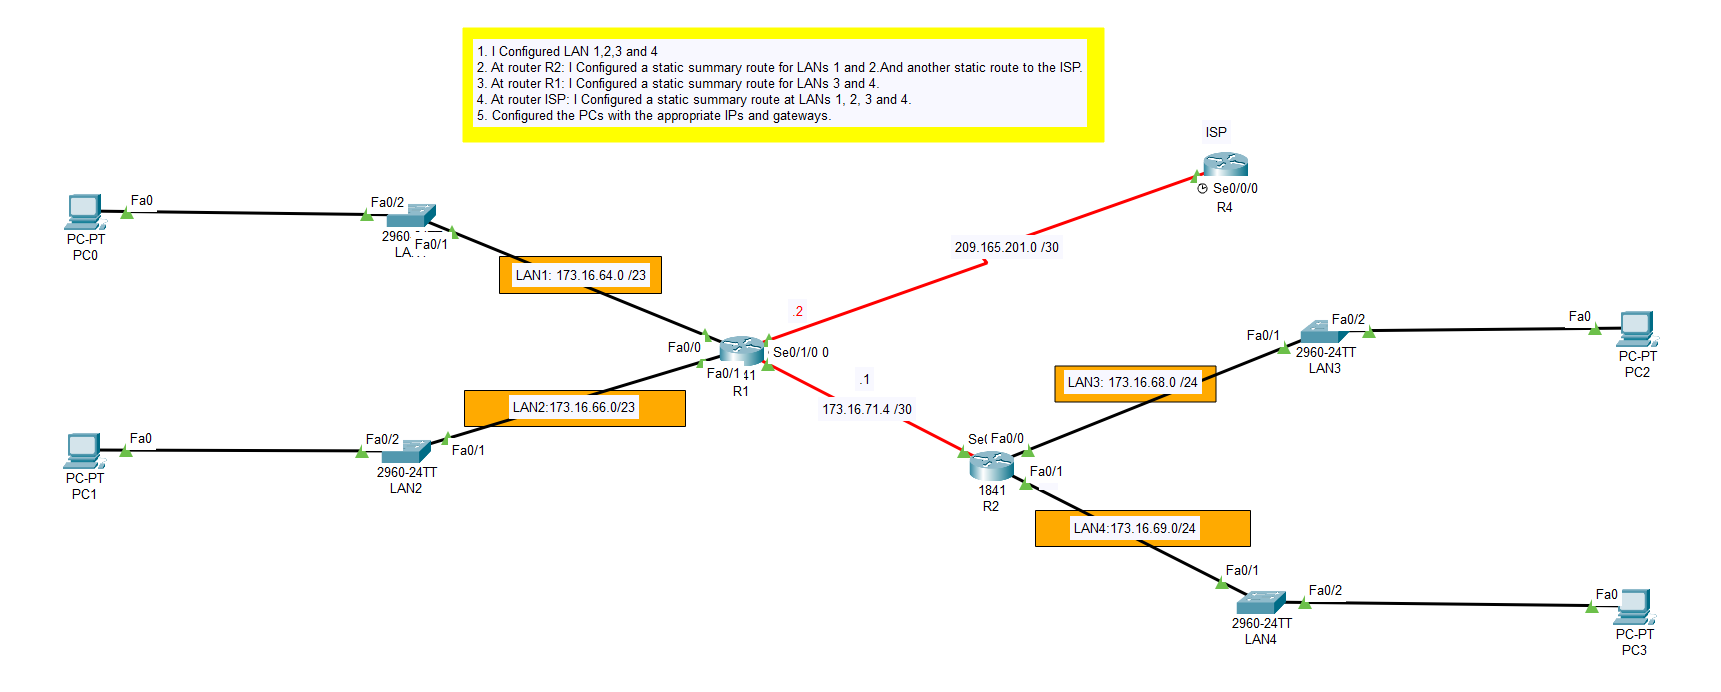 1. I Configured LAN 1,2,3 and 4
2. At router R2: I Configured a static summary route for LANs 1 and 2.And another static route to the ISP.
3. At router R1: I Configured a static summary route for LANs 3 and 4.
4. At router ISP: I Configured a static summary route at LANs 1, 2, 3 and 4.
5. Configured the PCs with the appropriate IPs and gateways.
ISP
Se0/0/0
R4
Fa0
PC-PT
PC0
Fa0/2
2960
Fa0/1
LAN1: 173.16.64.0 /23
209.165.201.0 /30
.2
Fa0/0
Se0/1/0 0
Fa0/1
41
R1
.1
173.16.71.4 /30
LAN2:173.16.66.0/23
Fa0
PC-PT
PC1
Fa0/2
Fa0/1
2960-24TT
LAN2
Fa0/1
Fa0/2
2960-24TT
LAN3
Fa0
PC-PT
PC2
LAN3: 173.16.68.0 /24
Fa0/0
Fa0/1
1841
R2
LAN4:173.16.69.0/24
Fa0/1
Fa0/2
2960-24TT
LAN4
Fa0
PC-PT
PC3